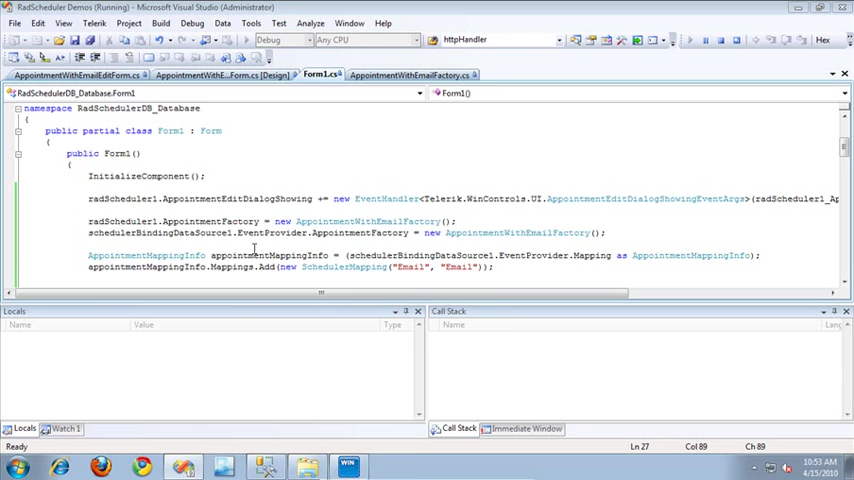 RadScheduler Demos (Running) - Microsoft Visual Studio (Administrator)
File Edit View Telerik Project Build Debug Data Tools Test Analyze Window Help
Debug Any CPU httpHandler Hex
AppointmentWithEmailEditForm.cs AppointmentWithE...Form.cs [Design] Form1.cs AppointmentWithEmailFactory.cs
RadSchedulerDB_Database.Form1 Form1()
namespace RadSchedulerDB_Database
{
public partial class Form1 : Form
{
public Form1()
{
InitializeComponent();
radScheduler1.AppointmentEditDialogShowing += new EventHandler<Telerik.WinControls.UI.AppointmentEditDialogShowingEventArgs>(radScheduler1_Ap
radScheduler1.AppointmentFactory = new AppointmentWithEmailFactory();
schedulerBindingDataSource1.EventProvider.AppointmentFactory = new AppointmentWithEmailFactory();
AppointmentMappingInfo appointmentMappingInfo = (schedulerBindingDataSource1.EventProvider.Mapping as AppointmentMappingInfo);
appointmentMappingInfo.Mappings.Add(new SchedulerMapping("Email", "Email"));
Locals Call Stack
Name Value Type Name Lang
Locals Watch 1 Call Stack Immediate Window
Ready Ln 27 Col 89 Ch 89
WIN 10:53 AM
4/15/2010